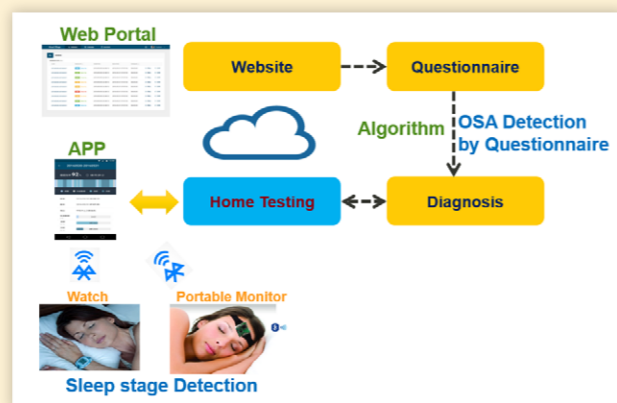 Web Portal
Website
Questionnaire
Algorithm
OSA Detection
by Questionnaire
APP
Home Testing
Diagnosis
Watch
Portable Monitor
Sleep stage Detection